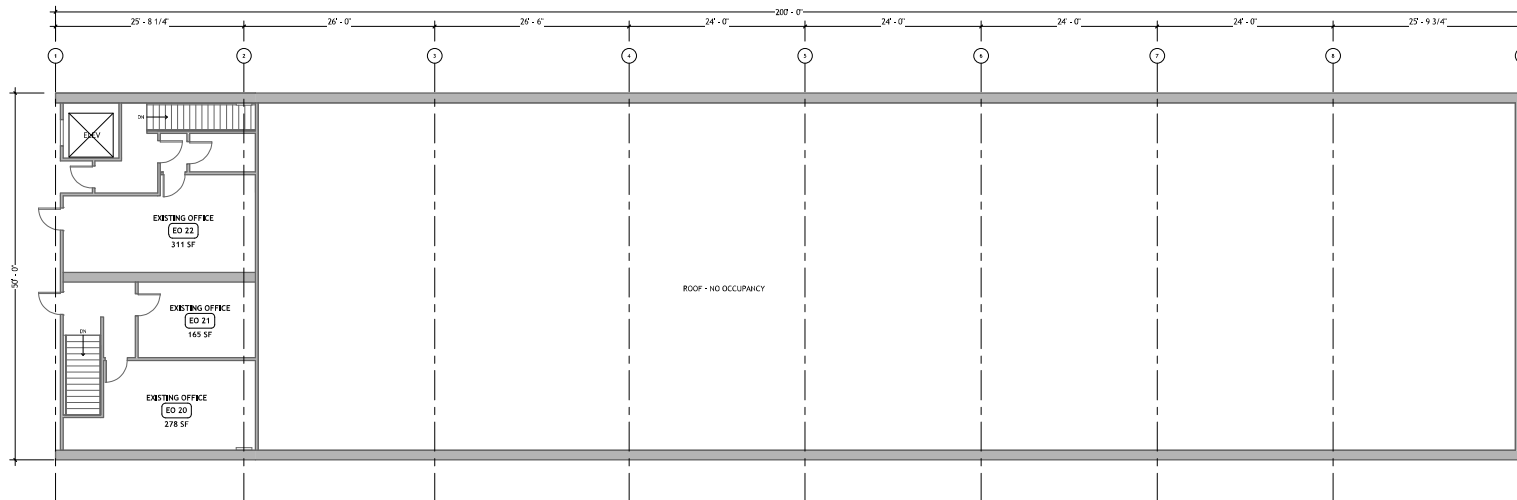 200' - 0"
25' - 8 1/4"
26' - 0"
26' - 6"
24' - 0"
24' - 0"
24' - 0"
24' - 0"
25' - 9 3/4"
1
2
3
4
5
6
7
8
50' - 0"
ELEV
DN
EXISTING OFFICE
EO 22
311 SF
ROOF - NO OCCUPANCY
EXISTING OFFICE
EO 21
165 SF
DN
EXISTING OFFICE
EO 20
278 SF